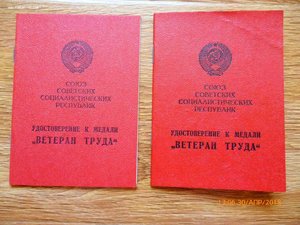 СОЮЗ
СОВЕТСКИХ
СОЦИАЛИСТИЧЕСКИХ
РЕСПУБЛИК
УДОСТОВЕРЕНИЕ К МЕДАЛИ
„ВЕТЕРАН ТРУДА“
СОЮЗ
СОВЕТСКИХ
СОЦИАЛИСТИЧЕСКИХ
РЕСПУБЛИК
УДОСТОВЕРЕНИЕ К МЕДАЛИ
„ВЕТЕРАН ТРУДА“